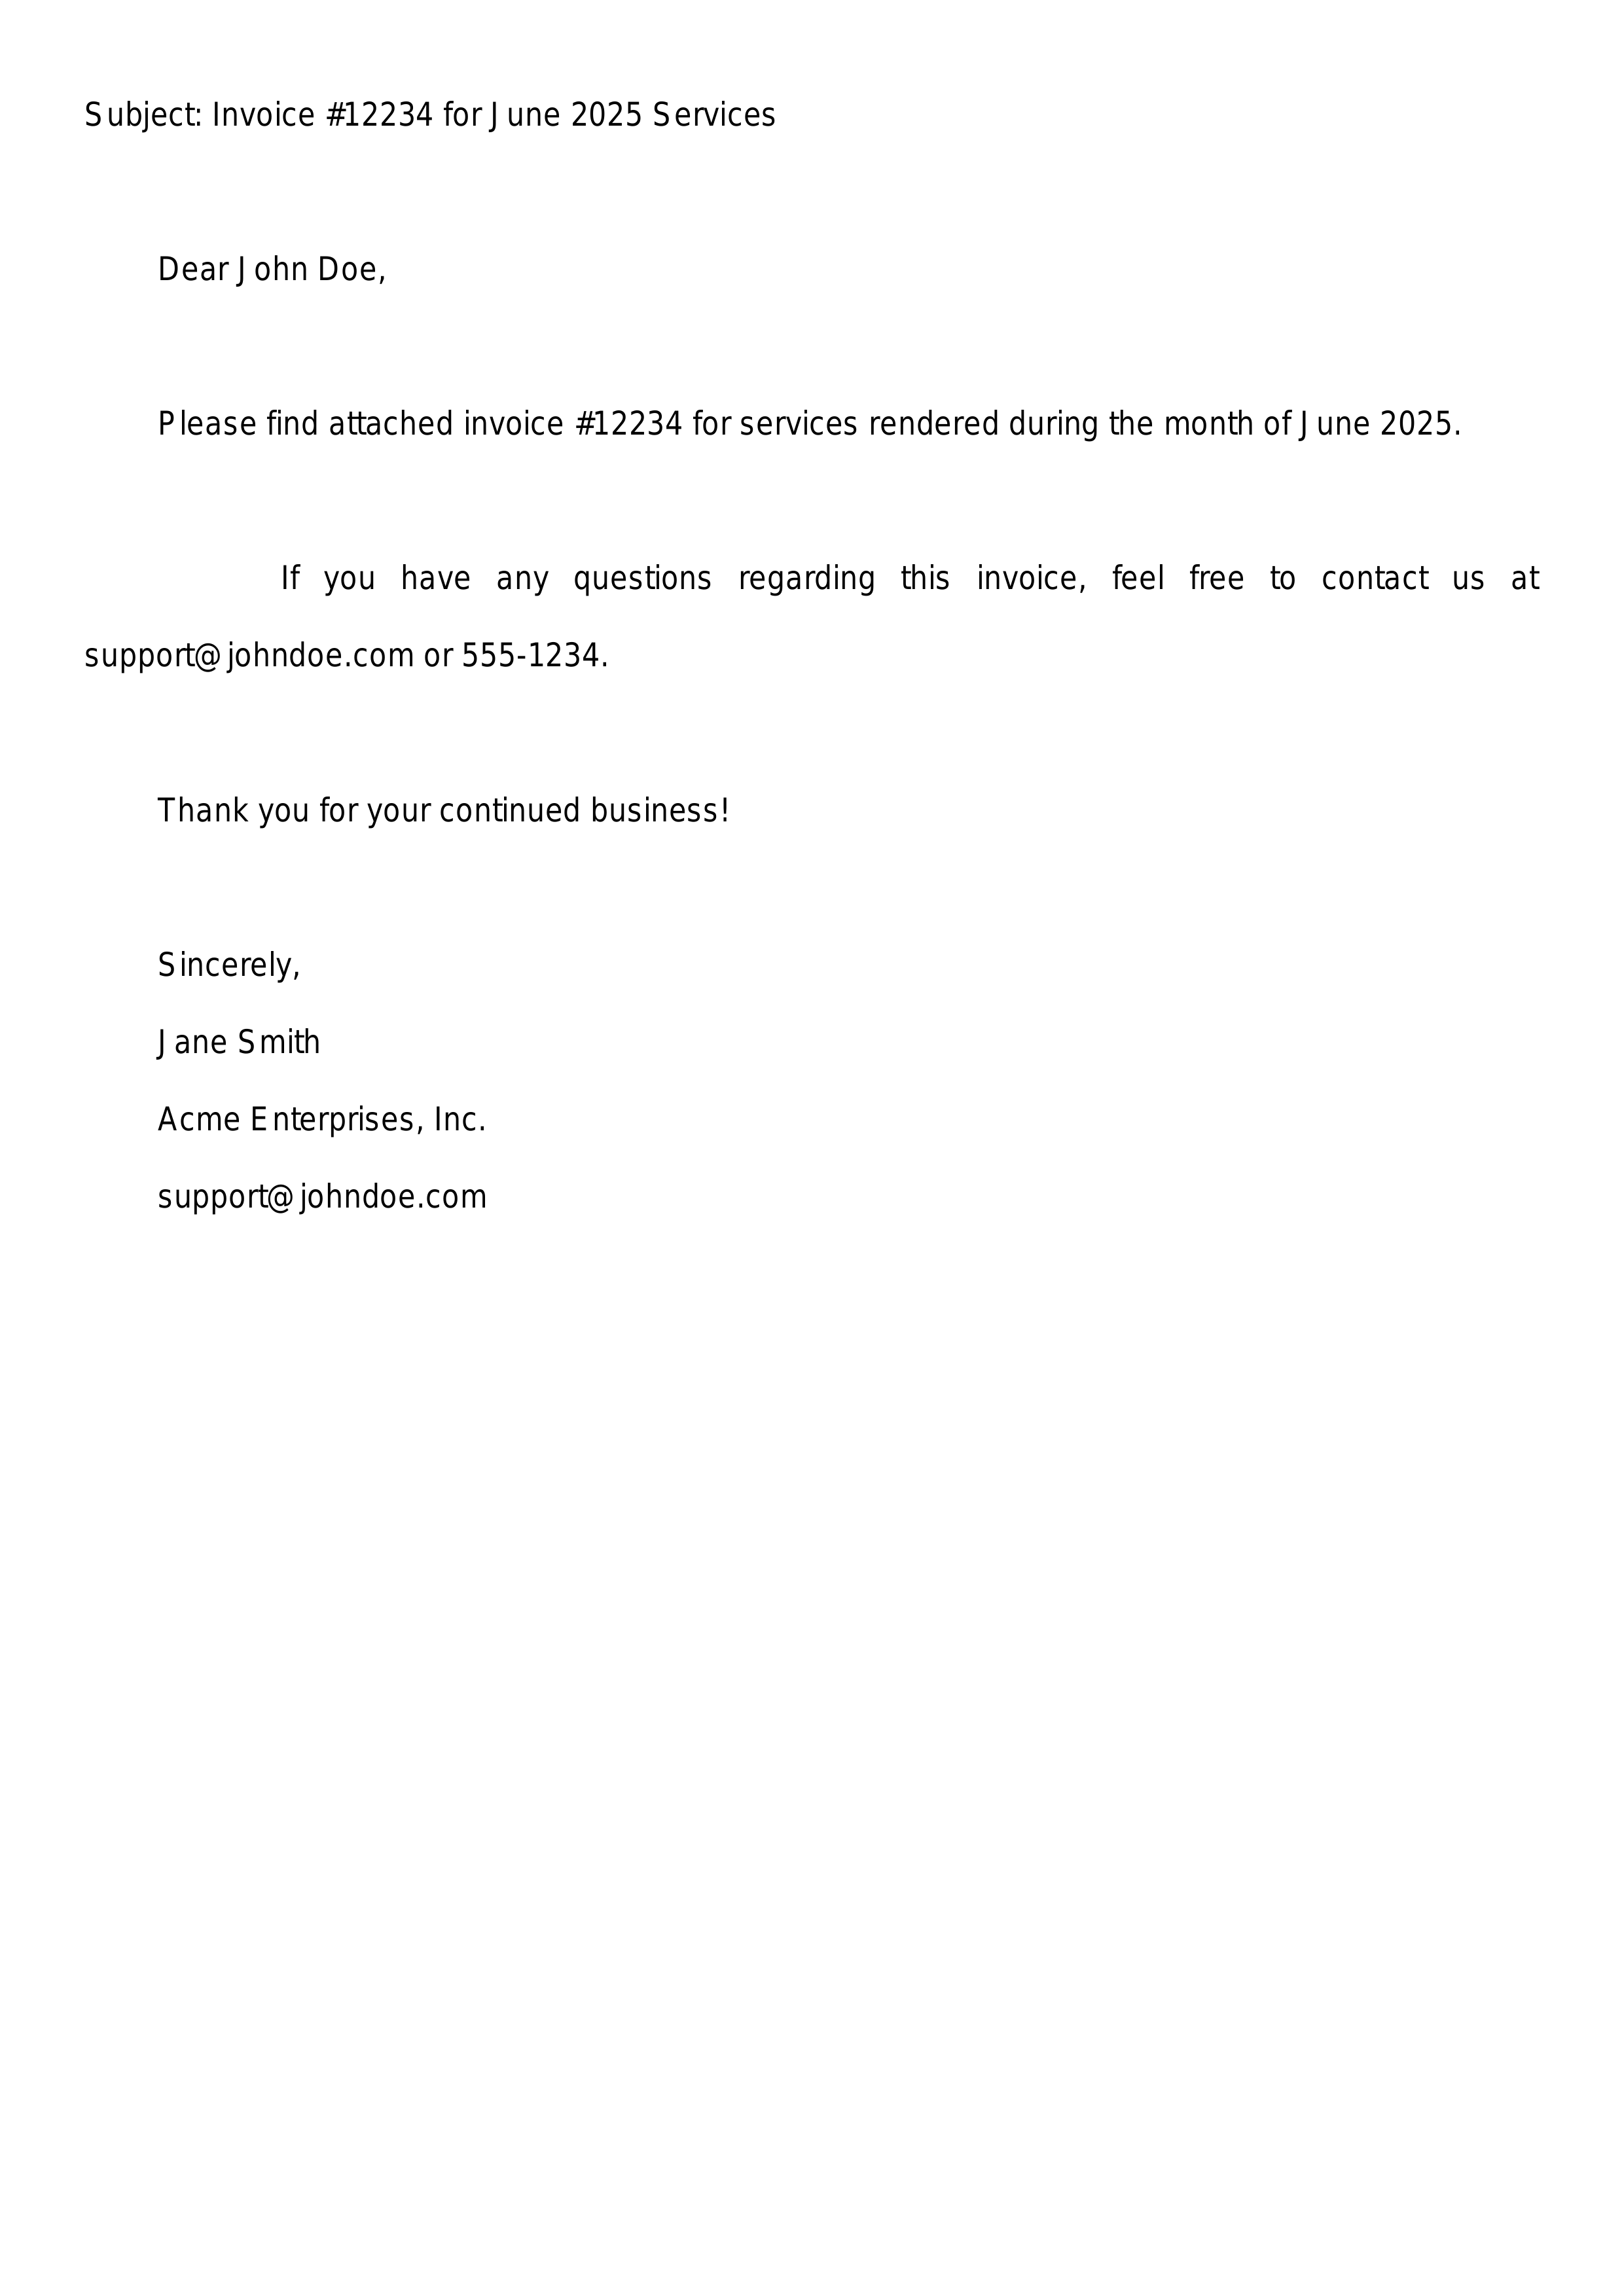 Subject: Invoice #12234 for June 2025 Services
Dear John Doe,
Please find attached invoice #12234 for services rendered during the month of June 2025.
If you have any questions regarding this invoice, feel free to contact us at
support@johndoe.com or 555-1234.
Thank you for your continued business!
Sincerely,
Jane Smith
Acme Enterprises, Inc.
support@johndoe.com